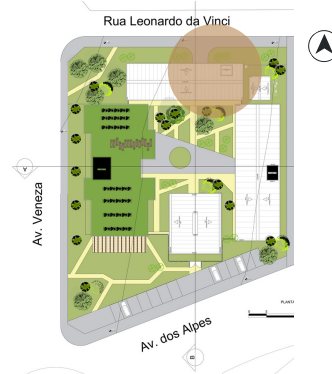 Rua Leonardo da Vinci
Av. Veneza
A
Av. dos Alpes
PLANTA
B